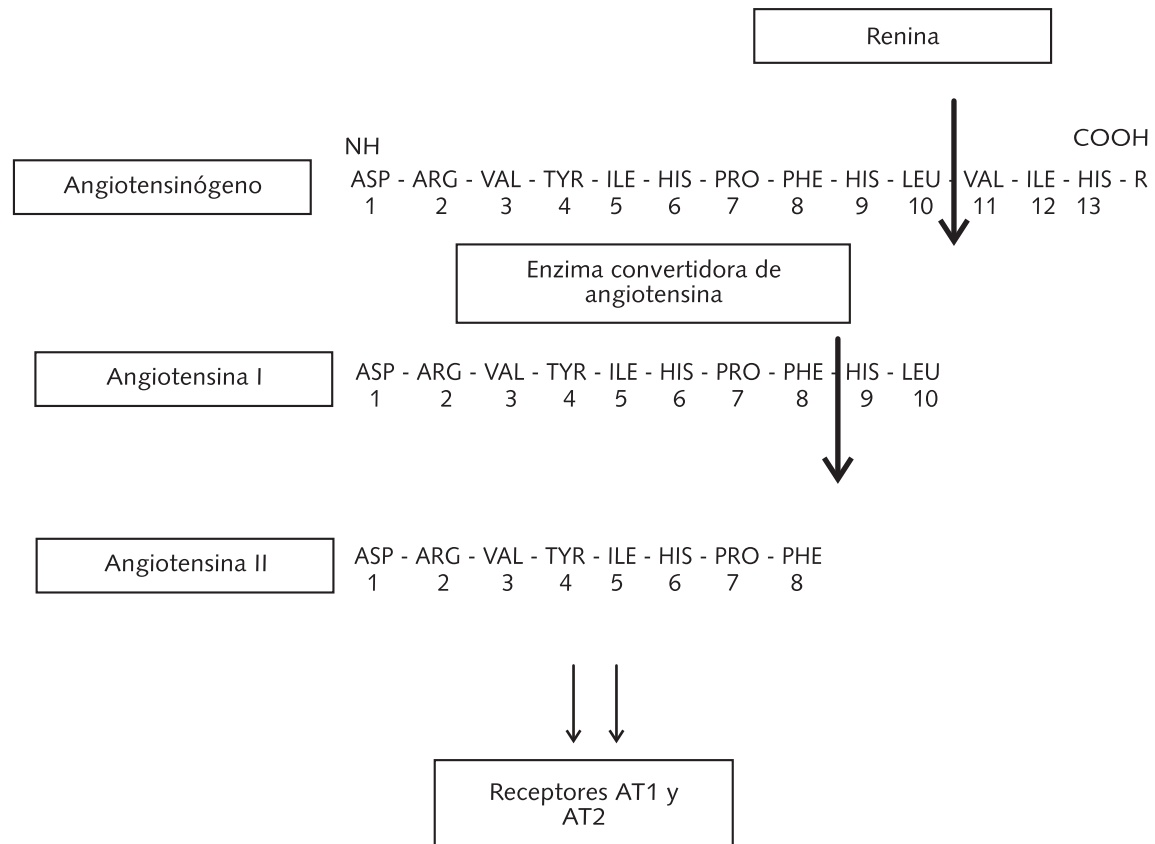 Renina
NH
COOH
Angiotensinógeno
ASP - ARG - VAL - TYR - ILE - HIS - PRO - PHE - HIS - LEU - VAL - ILE - HIS - R
1 2 3 4 5 6 7 8 9 10 11 12 13
Enzima convertidora de
angiotensina
Angiotensina I
ASP - ARG - VAL - TYR - ILE - HIS - PRO - PHE - HIS - LEU
1 2 3 4 5 6 7 8 9 10
Angiotensina II
ASP - ARG - VAL - TYR - ILE - HIS - PRO - PHE
1 2 3 4 5 6 7 8
Receptores AT1 y
AT2